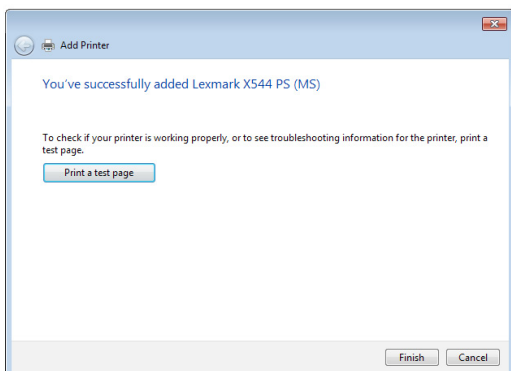 Add Printer
You've successfully added Lexmark X544 PS (MS)
To check if your printer is working properly, or to see troubleshooting information for the printer, print a
test page.
Print a test page
Finish
Cancel